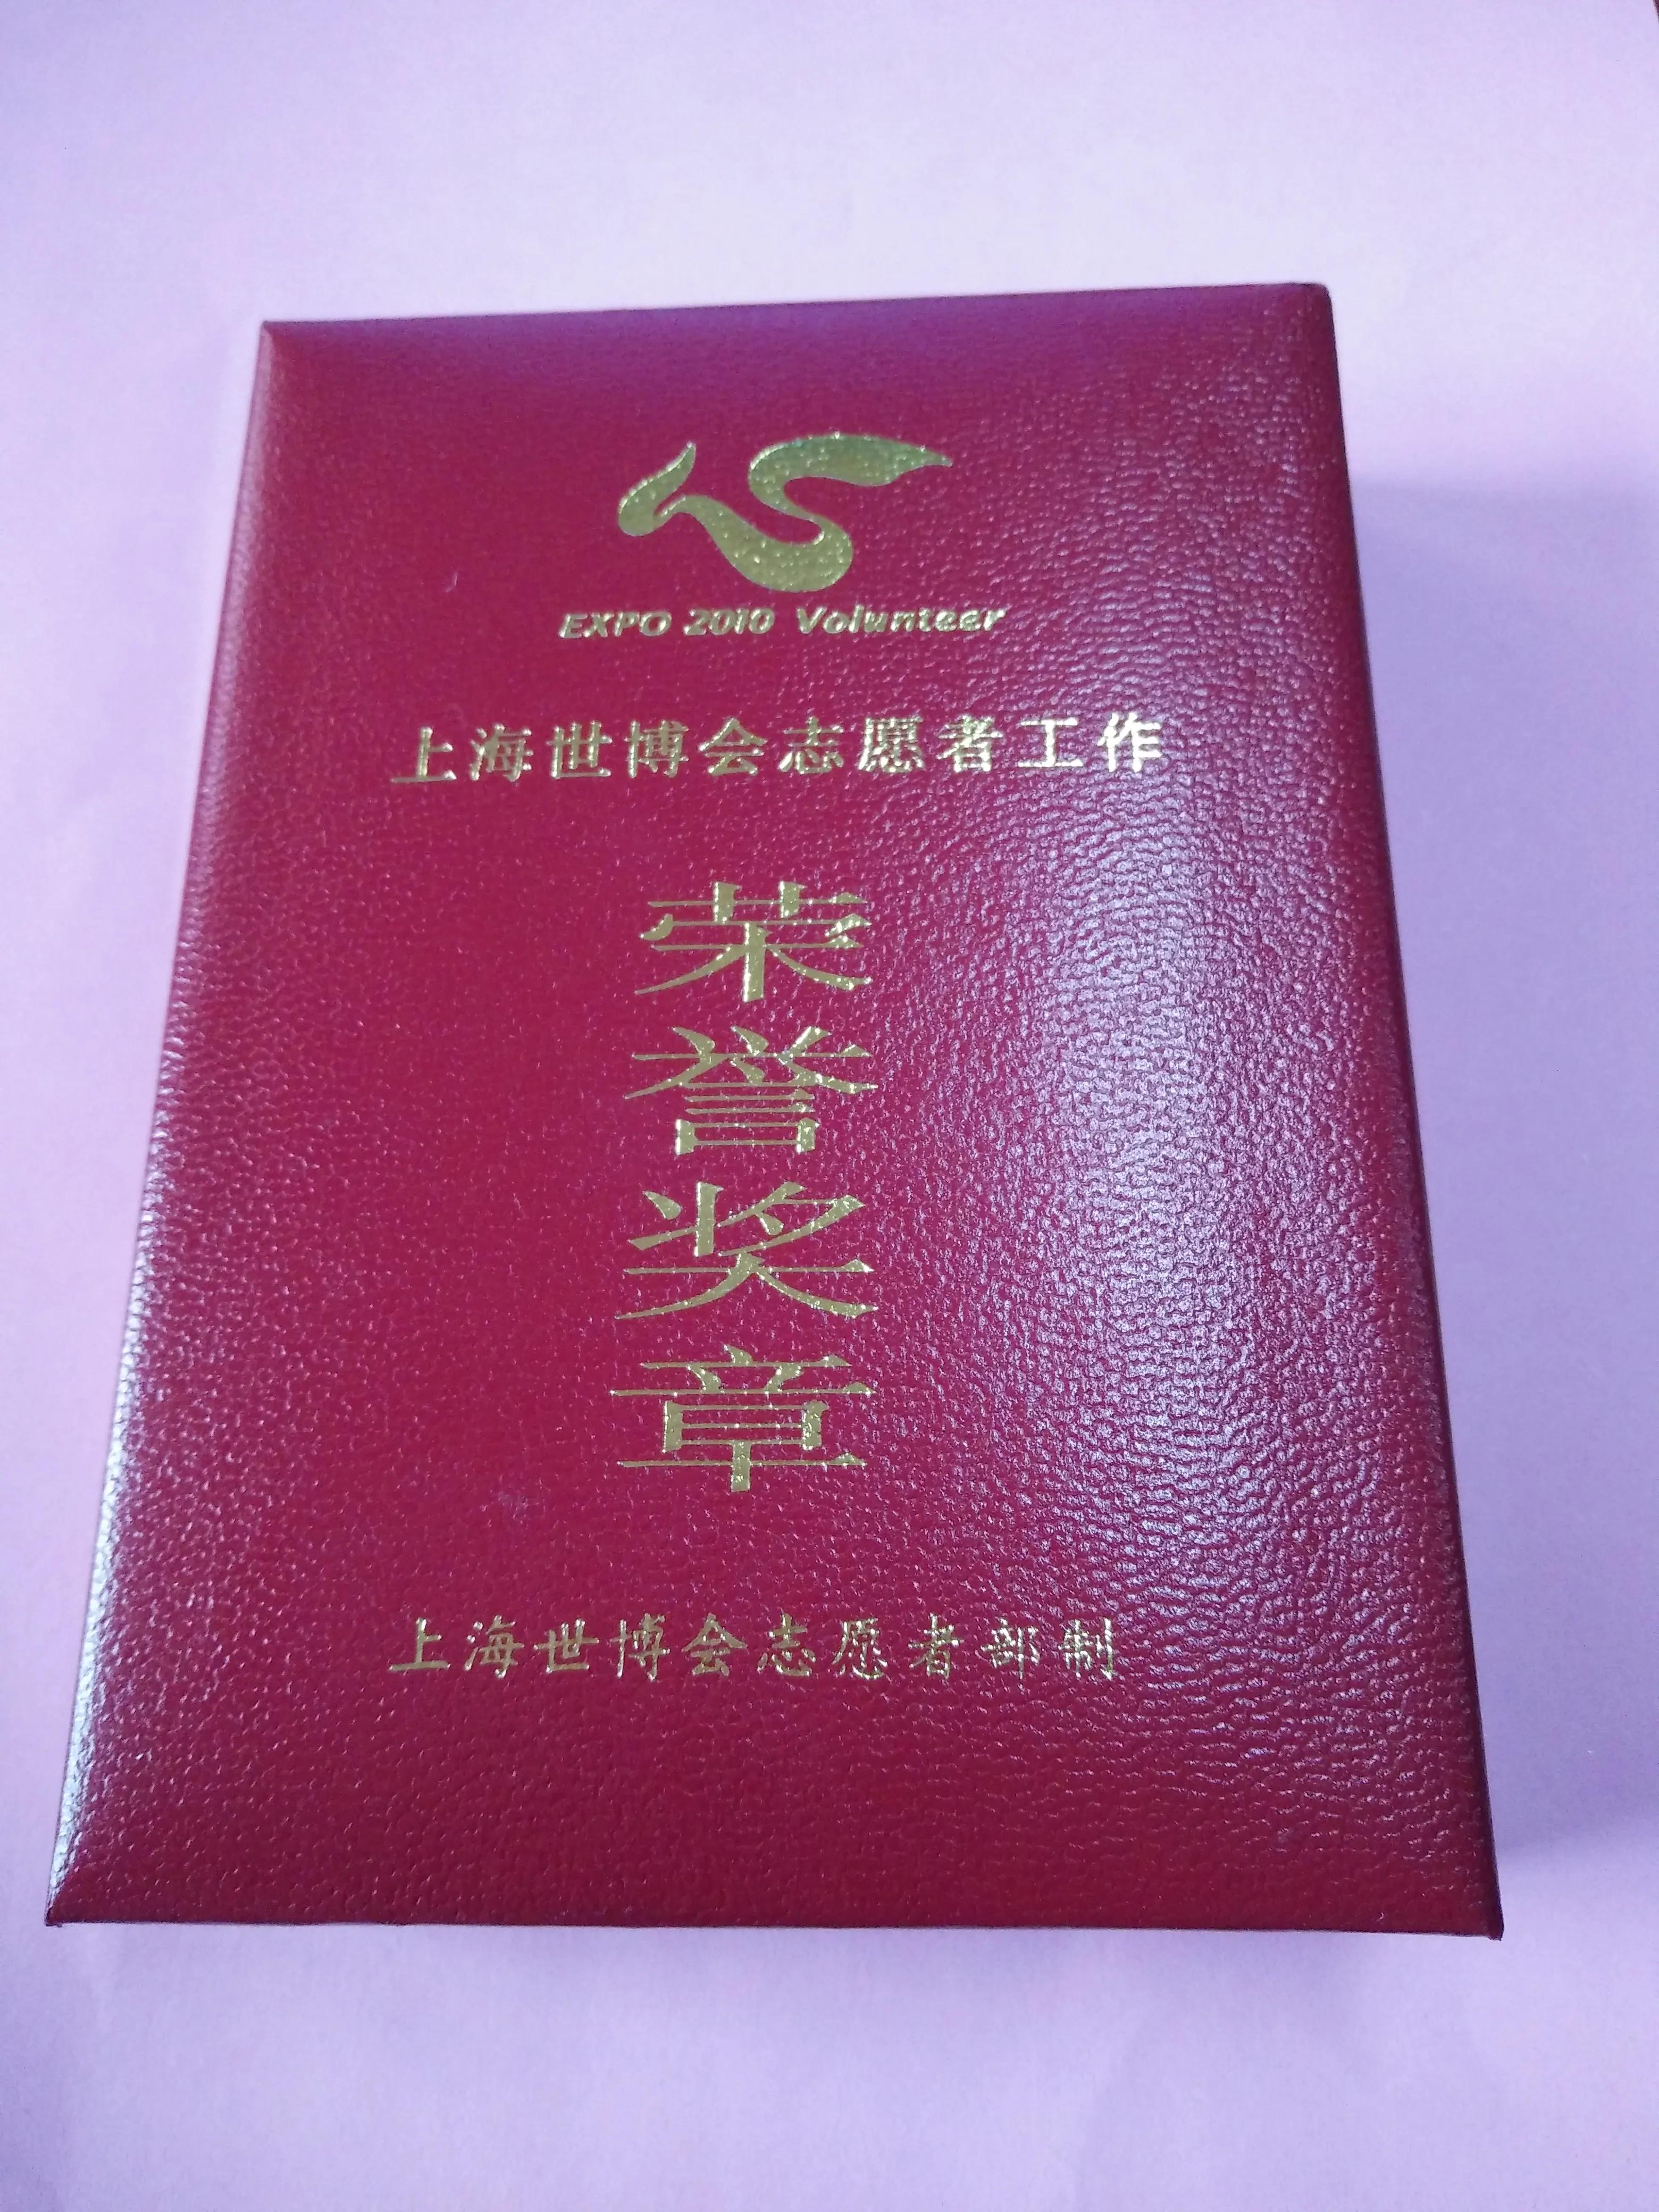 EXPO 2010 Volunteer
上海世博会志愿者工作
荣誉奖章
上海世博会志愿者部制